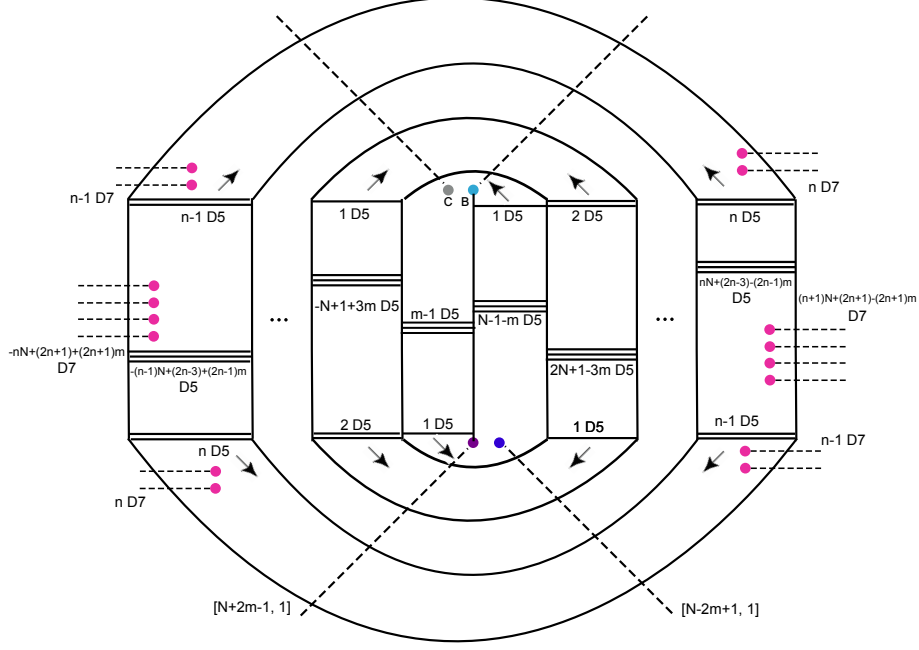 n-1 D7
n D7
C
B
n-1 D5
1 D5
1 D5
2 D5
n D5
-N+1+3m D5
m-1 D5
N-1-m D5
nN+(2n-3)-(2n-1)m
D5
(n+1)N+(2n+1)-(2n+1)m
D7
...
...
-nN+(2n+1)+(2n+1)m
D7
-(n-1)N+(2n-3)+(2n-1)m
D5
2N+1-3m D5
n D5
2 D5
1 D5
1 D5
n-1 D5
n-1 D7
n D7
[N+2m-1, 1]
[N-2m+1, 1]